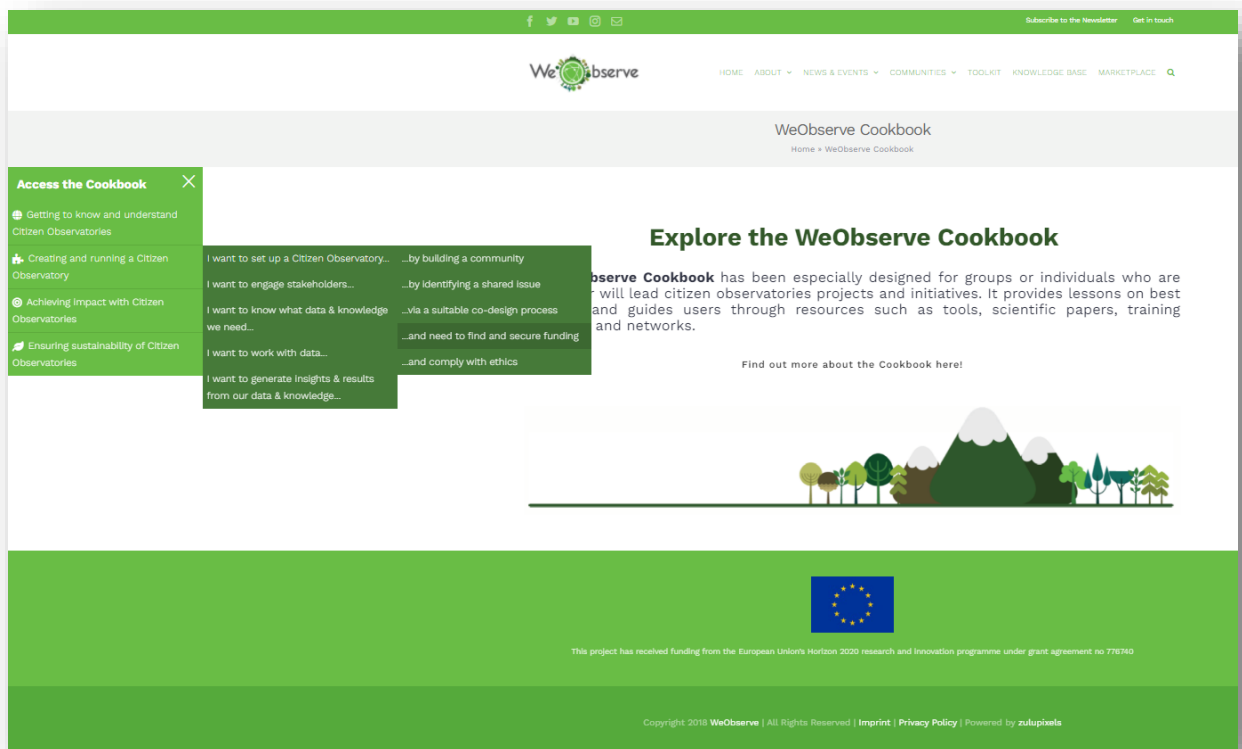 Subscribe to the Newsletter Get in touch
We bserve
HOME ABOUT NEWS & EVENTS COMMUNITIES TOOLKIT KNOWLEDGE BASE MARKETPLACE
WeObserve Cookbook
Home » WeObserve Cookbook
Access the Cookbook
Getting to know and understand
Citizen Observatories
Creating and running a Citizen
Observatory
Achieving impact with Citizen
Observatories
Ensuring sustainability of Citizen
Observatories
I want to set up a Citizen Observatory...
I want to engage stakeholders...
I want to know what data & knowledge
we need...
I want to work with data...
I want to generate insights & results
from our data & knowledge...
...by building a community
...by identifying a shared issue
...via a suitable co-design process
...and need to find and secure funding
...and comply with ethics
Explore the WeObserve Cookbook
bserve Cookbook has been especially designed for groups or individuals who are
r will lead citizen observatories projects and initiatives. It provides lessons on best
and guides users through resources such as tools, scientific papers, training
and networks.
Find out more about the Cookbook here!
This project has received funding from the European Union's Horizon 2020 research and innovation programme under grant agreement no 776740
Copyright 2018 WeObserve | All Rights Reserved | Imprint | Privacy Policy | Powered by zulupixels